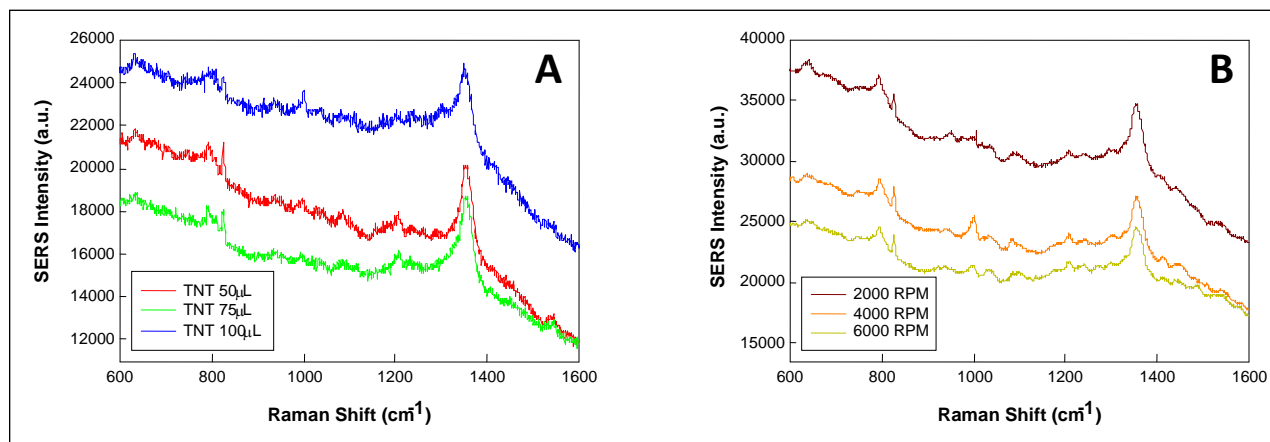 A
SERS Intensity (a.u.)
26000
24000
22000
20000
18000
16000
14000
12000
TNT 50µL
TNT 75µL
TNT 100µL
600 800 1000 1200 1400 1600
Raman Shift (cm⁻¹)
B
SERS Intensity (a.u.)
40000
35000
30000
25000
20000
15000
2000 RPM
4000 RPM
6000 RPM
600 800 1000 1200 1400 1600
Raman Shift (cm⁻¹)